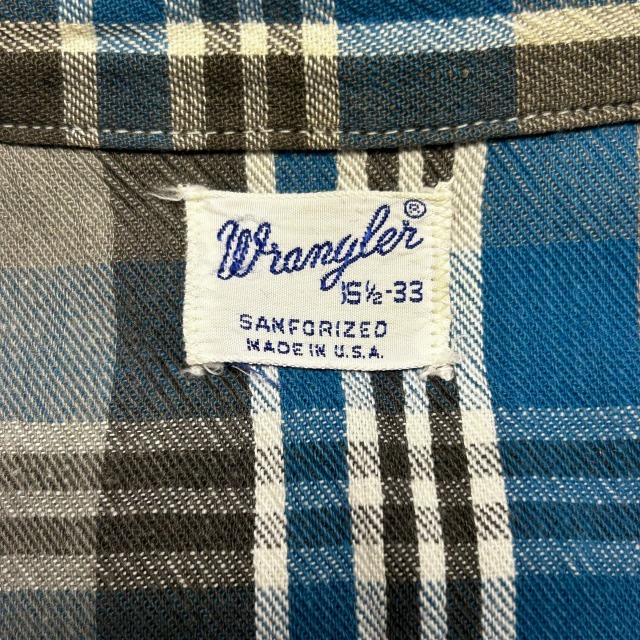 Wrangler®
15½-33
SANFORIZED
MADE IN U.S.A.